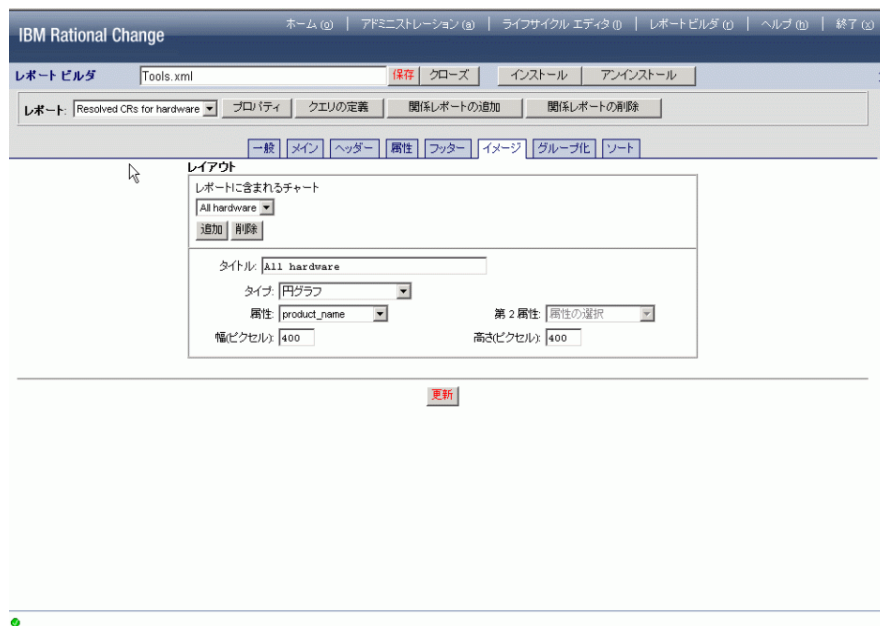 IBM Rational Change
ホーム (o) | アドミニストレーション (a) | ライフサイクル エディタ (l) | レポートビルダ (r) | ヘルプ (h) | 終了 (x)
レポート ビルダ Tools.xml 保存 クローズ インストール アンインストール
レポート: Resolved CRs for hardware プロパティ クエリの定義 関係レポートの追加 関係レポートの削除
一般 メイン ヘッダー 属性 フッター イメージ グループ化 ソート
レイアウト
レポートに含まれるチャート
All hardware
追加 削除
タイトル: All hardware
タイプ: 円グラフ
属性: product_name 第 2 属性: 属性の選択
幅(ピクセル): 400 高さ(ピクセル): 400
更新